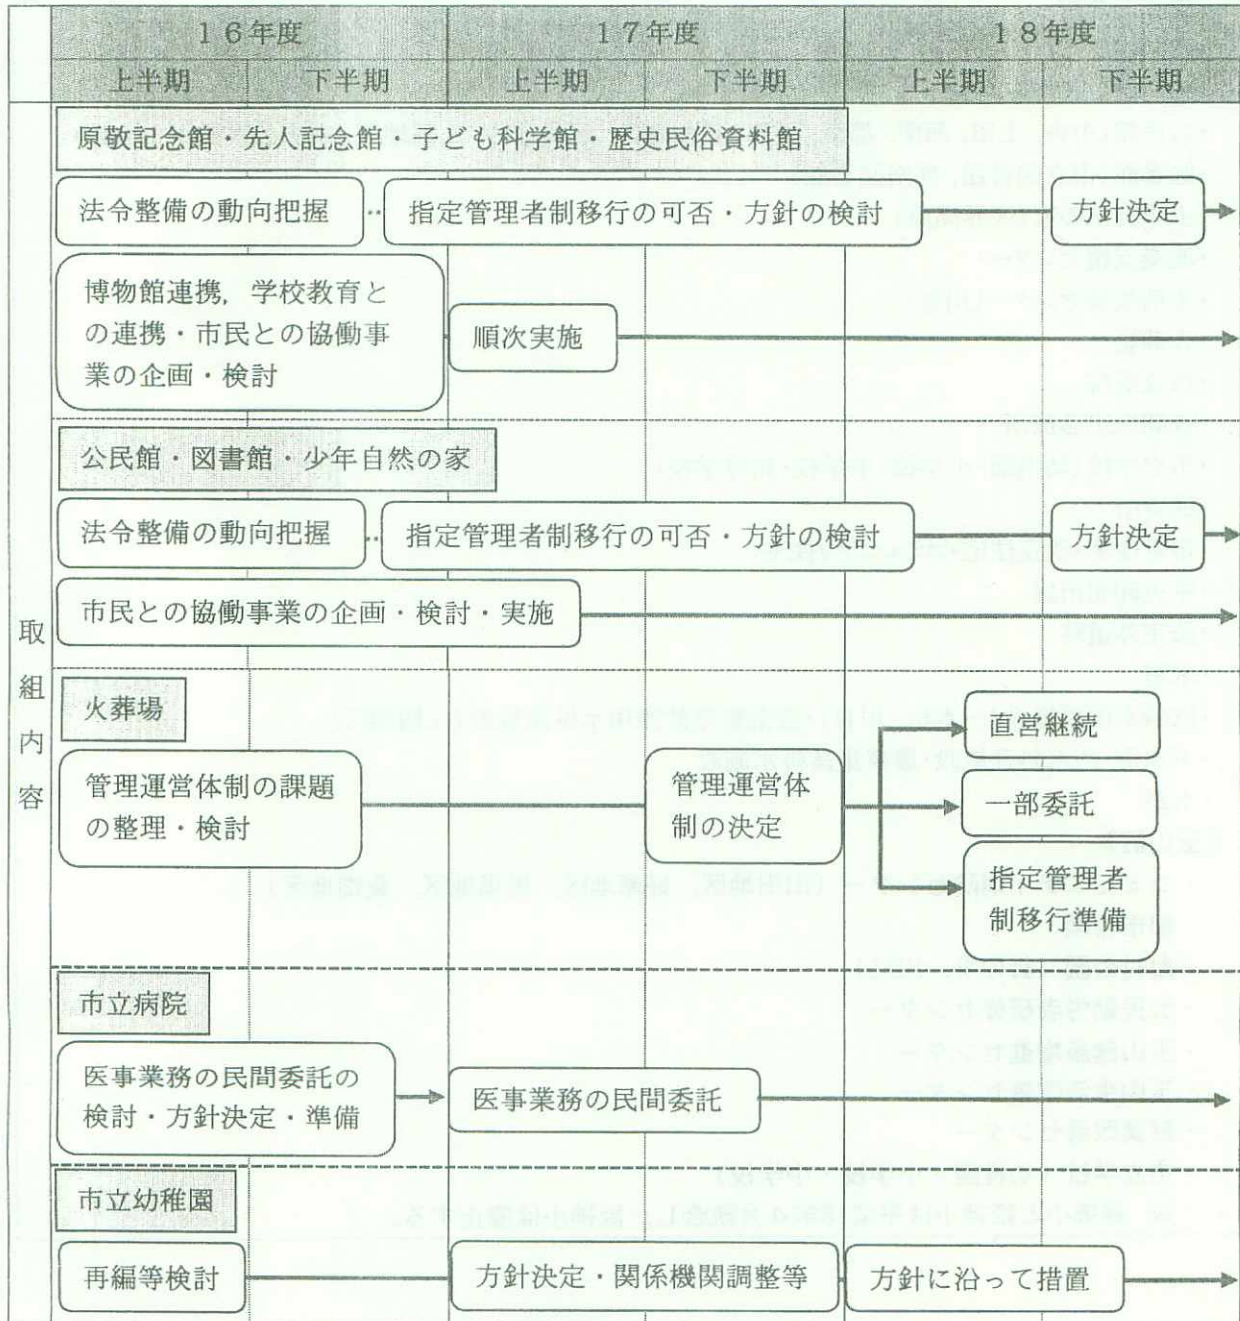 16年度 17年度 18年度
上半期 下半期 上半期 下半期 上半期 下半期
取組内容
原敬記念館・先人記念館・子ども科学館・歴史民俗資料館
法令整備の動向把握 … 指定管理者制移行の可否・方針の検討 方針決定
博物館連携，学校教育と
の連携・市民との協働事
業の企画・検討
順次実施
公民館・図書館・少年自然の家
法令整備の動向把握 … 指定管理者制移行の可否・方針の検討 方針決定
市民との協働事業の企画・検討・実施
火葬場
管理運営体制の課題
の整理・検討
管理運営体
制の決定
直営継続
一部委託
指定管理者
制移行準備
市立病院
医事業務の民間委託の
検討・方針決定・準備
医事業務の民間委託
市立幼稚園
再編等検討 方針決定・関係機関調整等 方針に沿って措置